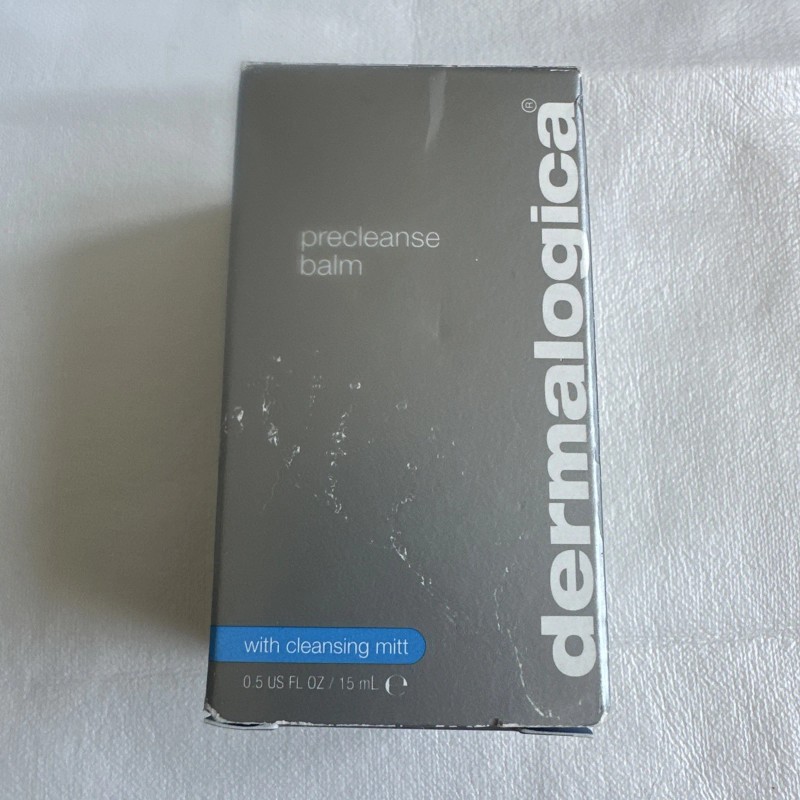 precleanse
balm
dermalogica®
with cleansing mitt
0.5 US FL OZ / 15 mL ℮